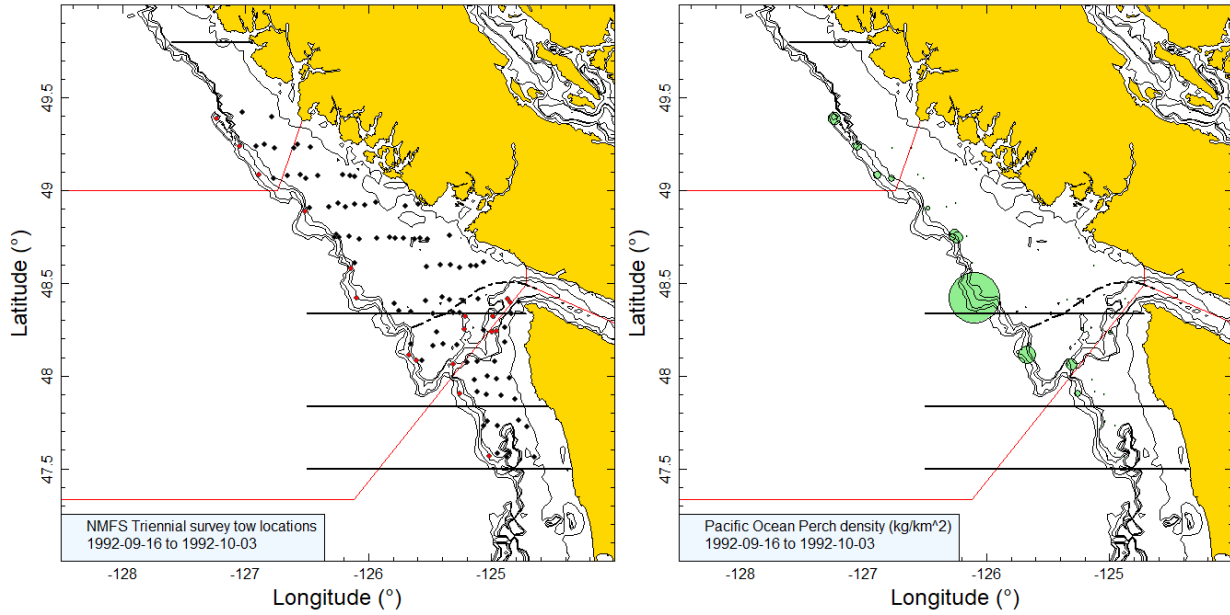 49.5
49
48.5
48
47.5
Latitude (°)
NMFS Triennial survey tow locations
1992-09-16 to 1992-10-03
-128 -127 -126 -125
Longitude (°)
49.5
49
48.5
48
47.5
Latitude (°)
Pacific Ocean Perch density (kg/km^2)
1992-09-16 to 1992-10-03
-128 -127 -126 -125
Longitude (°)